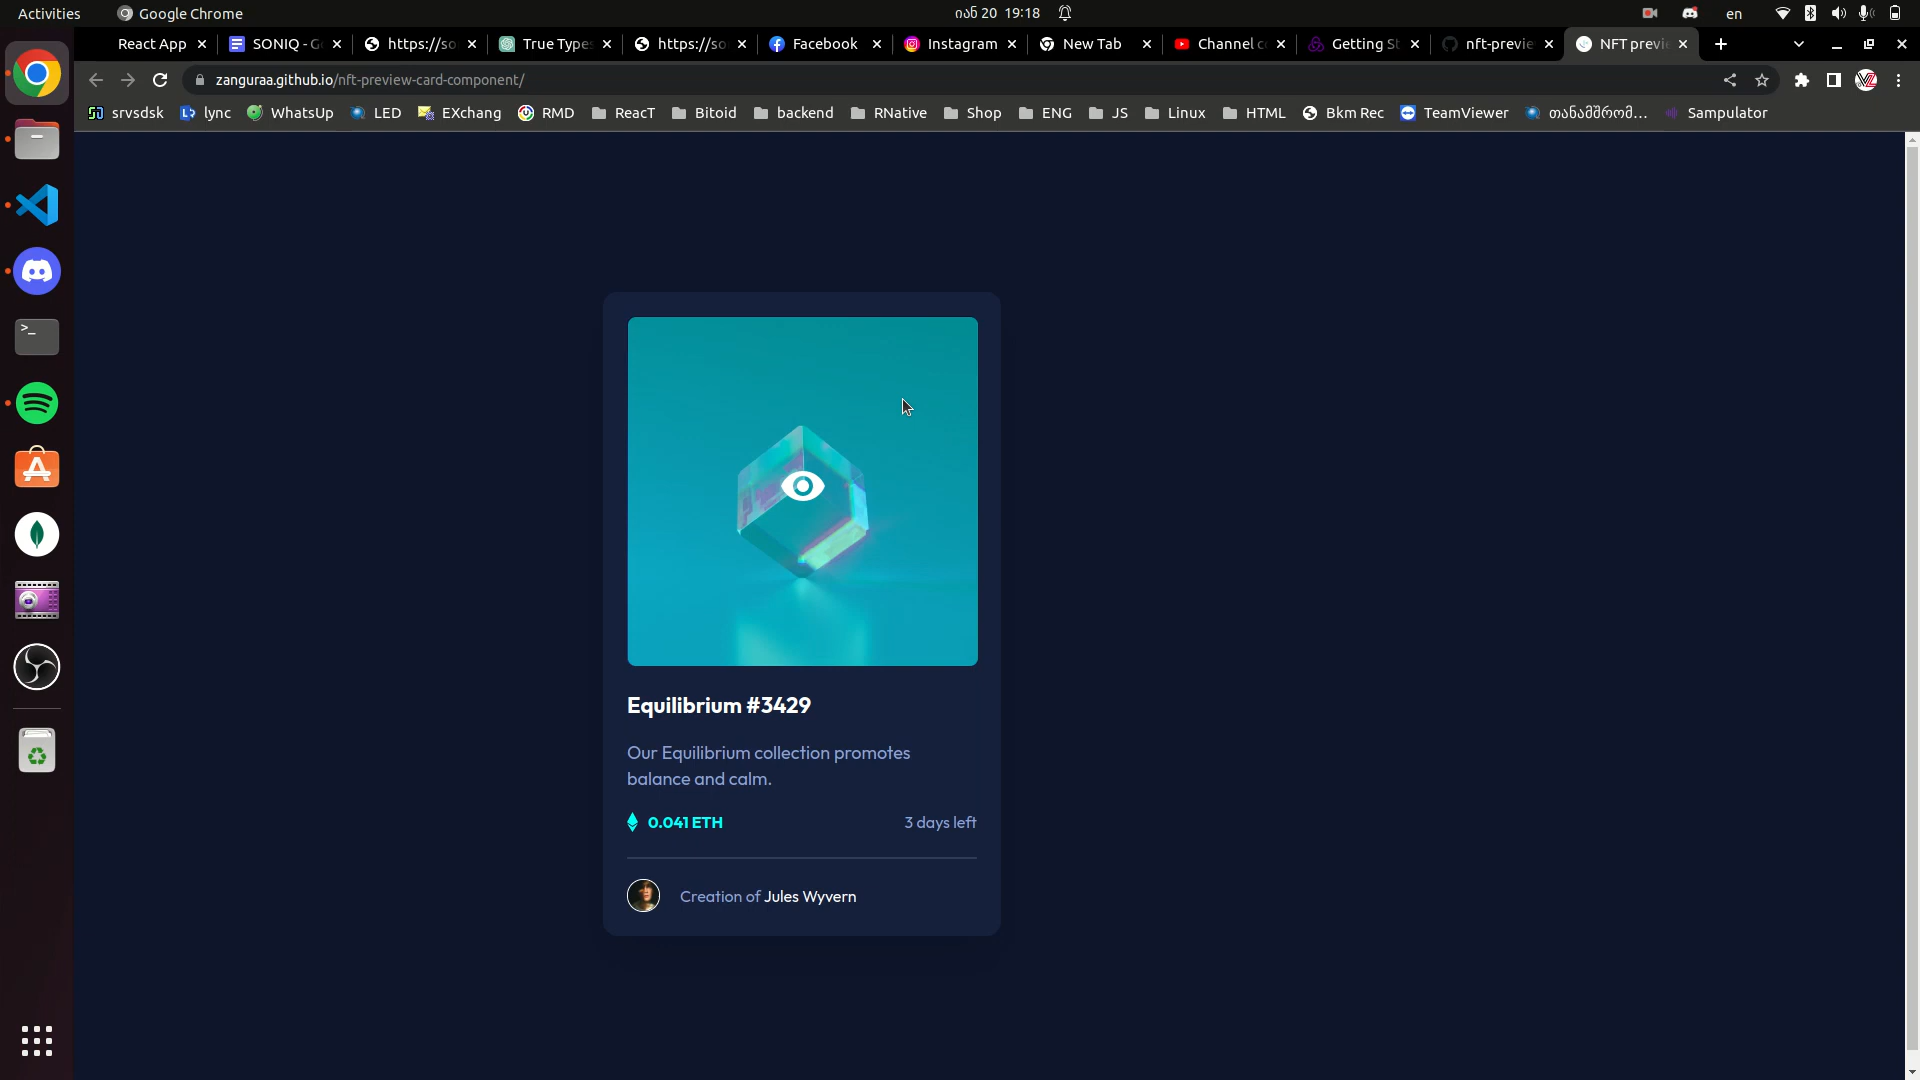 Activities
Google Chrome
იან 20 19:18
en
React App
SONIQ - G
https://so
True Types
https://so
Facebook
Instagram
New Tab
Channel c
Getting St
nft-previe
NFT previ
zanguraa.github.io/nft-preview-card-component/
srvsdsk
lync
WhatsUp
LED
EXchang
RMD
ReacT
Bitoid
backend
RNative
Shop
ENG
JS
Linux
HTML
Bkm Rec
TeamViewer
თანამშრომ...
Sampulator
Equilibrium #3429
Our Equilibrium collection promotes
balance and calm.
0.041 ETH
3 days left
Creation of Jules Wyvern